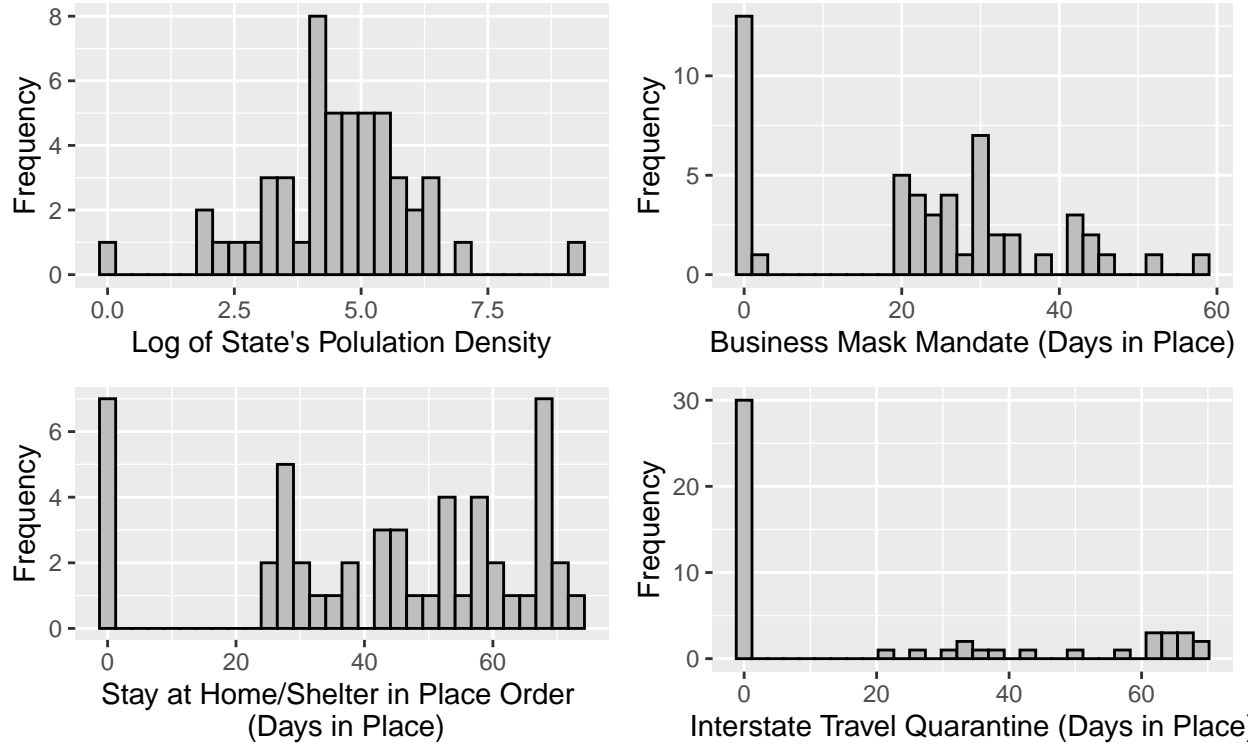 8
6
4
2
0
Frequency
0.0 2.5 5.0 7.5
Log of State's Polulation Density
10
5
0
Frequency
0 20 40 60
Business Mask Mandate (Days in Place)
6
4
2
0
Frequency
0 20 40 60
Stay at Home/Shelter in Place Order
(Days in Place)
30
20
10
0
Frequency
0 20 40 60
Interstate Travel Quarantine (Days in Place)